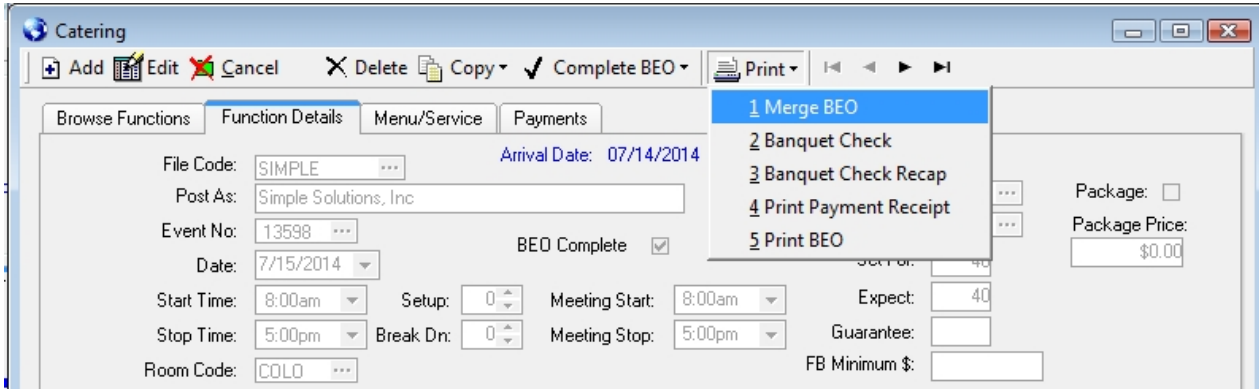 Catering
Add Edit Cancel Delete Copy Complete BEO Print
1 Merge BEO
2 Banquet Check
3 Banquet Check Recap
4 Print Payment Receipt
5 Print BEO
Browse Functions Function Details Menu/Service Payments
Arrival Date: 07/14/2014
File Code: SIMPLE ...
Post As: Simple Solutions, Inc ... Package:
Event No: 13598 ... BEO Complete ... Package Price:
$0.00
Date: 7/15/2014 Set For: 40
Start Time: 8:00am Setup: 0 Meeting Start: 8:00am Expect: 40
Stop Time: 5:00pm Break Dn: 0 Meeting Stop: 5:00pm Guarantee:
Room Code: COLO ... FB Minimum $: